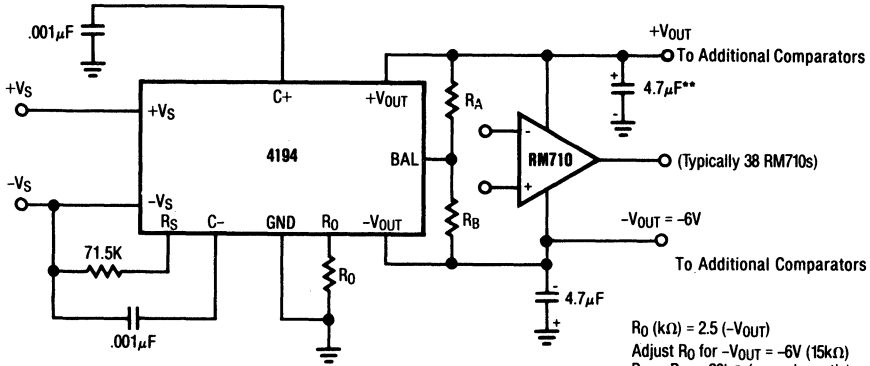 .001μF
+VOUT
To Additional Comparators
4.7μF**
+
-
+VS
+VS
C+
+VOUT
RA
4194
BAL
-
RM710
+
(Typically 38 RM710s)
–VS
–VS
RS
C–
GND
RO
–VOUT
RB
–VOUT = –6V
71.5K
RO
To Additional Comparators
-
4.7μF
+
.001μF
RO (kΩ) = 2.5 (–VOUT)
Adjust RO for –VOUT = –6V (15kΩ)